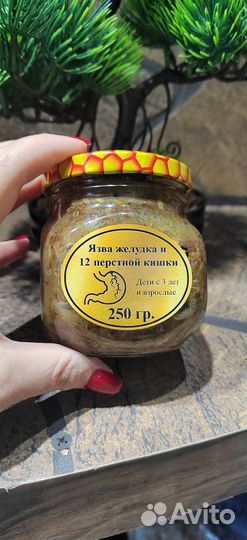 Язва желудка и
12 перстной кишки
Дети с 3 лет
и взрослые
250 гр.
Avito